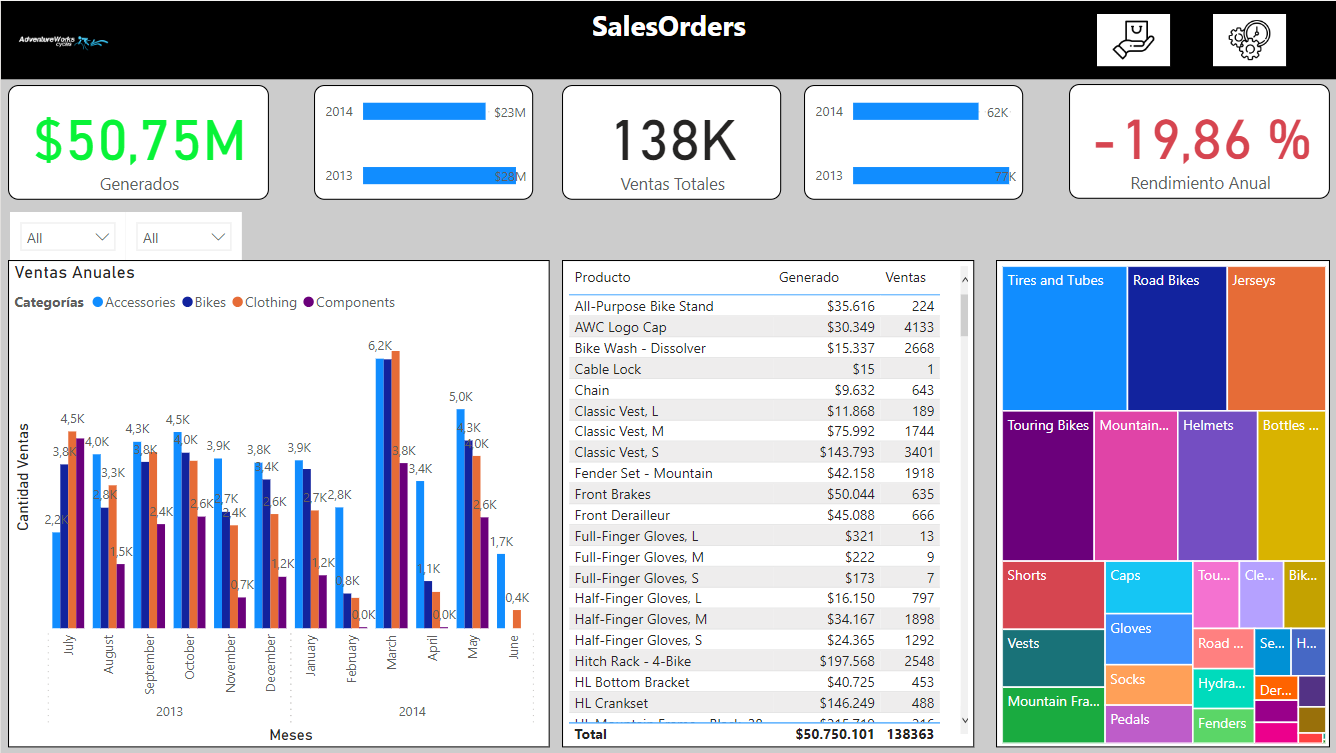 SalesOrders
AdventureWorks
cycles
$50,75M
Generados
2014 $23M
2013 $28M
138K
Ventas Totales
2014 62K
2013 77K
-19,86 %
Rendimiento Anual
All All
Ventas Anuales
Categorías Accessories Bikes Clothing Components
Cantidad Ventas
2,2K 3,8K 4,5K
4,0K 2,8K 3,3K 1,5K
4,3K 3,8K 2,4K
4,5K 4,0K 2,6K
3,9K 2,7K 2,4K 0,7K
3,8K 3,4K 2,6K 1,2K
3,9K 2,7K 1,2K
2,8K 0,8K 0,0K
6,2K 3,8K
3,4K 1,1K 0,0K
5,0K 4,3K 4,0K 2,6K
1,7K 0,4K
July August September October November December January February March April May June
2013 2014
Meses
Producto Generado Ventas
All-Purpose Bike Stand $35.616 224
AWC Logo Cap $30.349 4133
Bike Wash - Dissolver $15.337 2668
Cable Lock $15 1
Chain $9.632 643
Classic Vest, L $11.868 189
Classic Vest, M $75.992 1744
Classic Vest, S $143.793 3401
Fender Set - Mountain $42.158 1918
Front Brakes $50.044 635
Front Derailleur $45.088 666
Full-Finger Gloves, L $321 13
Full-Finger Gloves, M $222 9
Full-Finger Gloves, S $173 7
Half-Finger Gloves, L $16.150 797
Half-Finger Gloves, M $34.167 1898
Half-Finger Gloves, S $24.365 1292
Hitch Rack - 4-Bike $197.568 2548
HL Bottom Bracket $40.725 453
HL Crankset $146.249 488
Total $50.750.101 138363
Tires and Tubes
Road Bikes
Jerseys
Touring Bikes
Mountain...
Helmets
Bottles ...
Shorts
Vests
Mountain Fra...
Caps
Gloves
Socks
Pedals
Tou...
Cle...
Bik...
Road ...
Se...
H...
Hydra...
Der...
Fenders